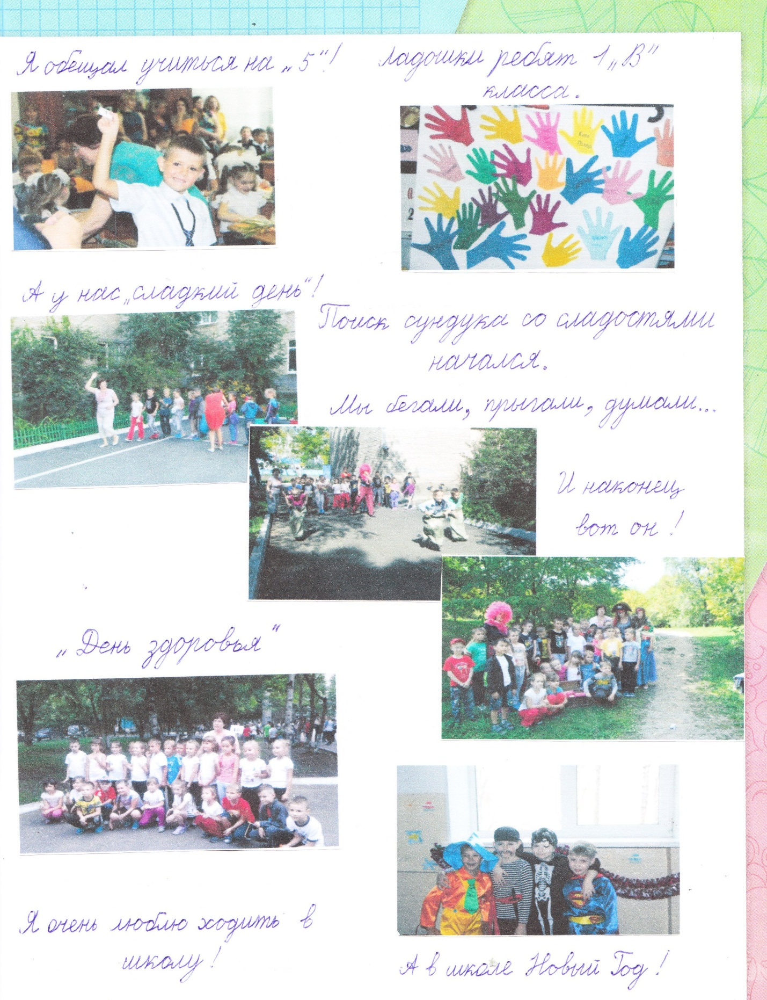 Я обещал учиться на „5“!
Ладошки ребят 1 „В“
класса.
А у нас „сладкий день“!
Поиск сундука со сладостями
начался.
Мы бегали, прыгали, думали...
И наконец
вот он!
„День здоровья“
Я очень люблю ходить в
школу!
А в школе Новый Год!